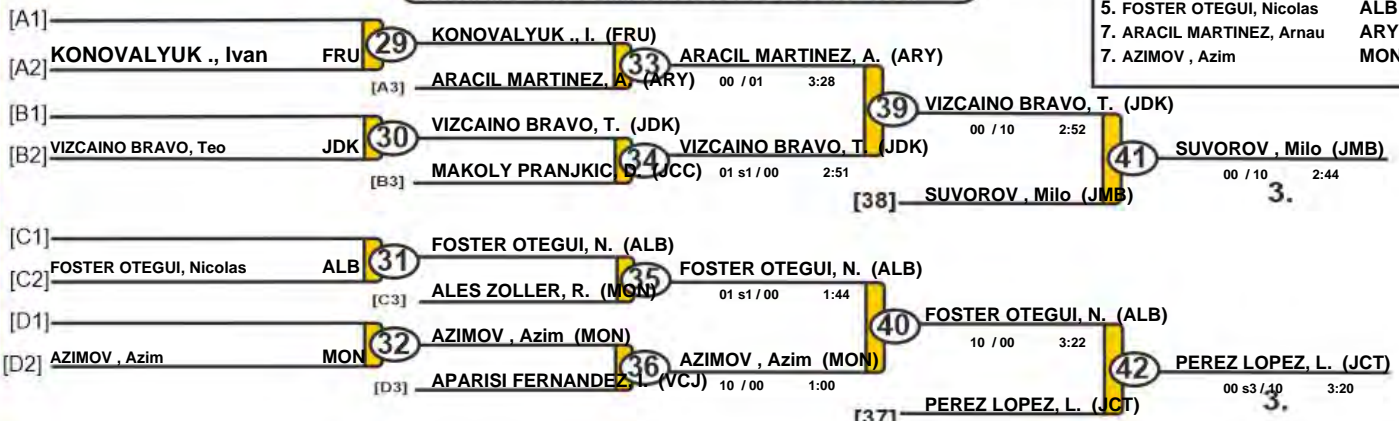 5. FOSTER OTEGUI, Nicolas ALB
7. ARACIL MARTINEZ, Arnau ARY
7. AZIMOV , Azim MON
[A1]
[A2] KONOVALYUK ., Ivan FRU
29
KONOVALYUK ., I. (FRU)
[A3] ARACIL MARTINEZ, A. (ARY)
33
ARACIL MARTINEZ, A. (ARY)
00 / 01 3:28
[B1]
[B2] VIZCAINO BRAVO, Teo JDK
30
VIZCAINO BRAVO, T. (JDK)
[B3] MAKOLY PRANJKIC, D. (JCC)
34
VIZCAINO BRAVO, T. (JDK)
01 s1 / 00 2:51
39
VIZCAINO BRAVO, T. (JDK)
00 / 10 2:52
[38] SUVOROV , Milo (JMB)
41
SUVOROV , Milo (JMB)
00 / 10 2:44
3.
[C1]
[C2] FOSTER OTEGUI, Nicolas ALB
31
FOSTER OTEGUI, N. (ALB)
[C3] ALES ZOLLER, R. (MON)
35
FOSTER OTEGUI, N. (ALB)
01 s1 / 00 1:44
[D1]
[D2] AZIMOV , Azim MON
32
AZIMOV , Azim (MON)
[D3] APARISI FERNANDEZ, I. (VCJ)
36
AZIMOV , Azim (MON)
10 / 00 1:00
40
FOSTER OTEGUI, N. (ALB)
10 / 00 3:22
[37] PEREZ LOPEZ, L. (JCT)
42
PEREZ LOPEZ, L. (JCT)
00 s3 / 10 3:20
3.